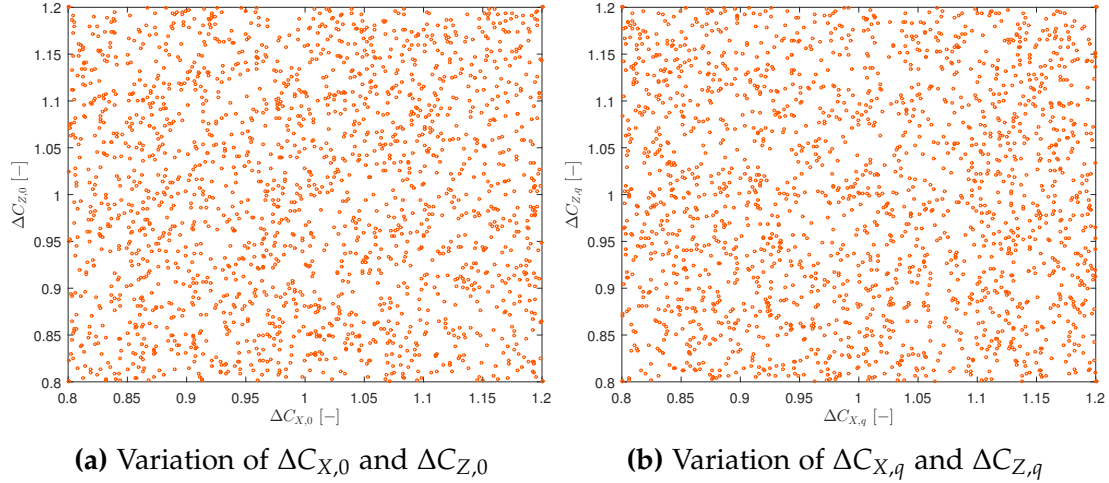 1.2
1.15
1.1
1.05
1
0.95
0.9
0.85
0.8
ΔC_{Z,0} [−]
0.8 0.85 0.9 0.95 1 1.05 1.1 1.15 1.2
ΔC_{X,0} [−]
(a) Variation of ΔC_{X,0} and ΔC_{Z,0}
1.2
1.15
1.1
1.05
1
0.95
0.9
0.85
0.8
ΔC_{Z,q} [−]
0.8 0.85 0.9 0.95 1 1.05 1.1 1.15 1.2
ΔC_{X,q} [−]
(b) Variation of ΔC_{X,q} and ΔC_{Z,q}